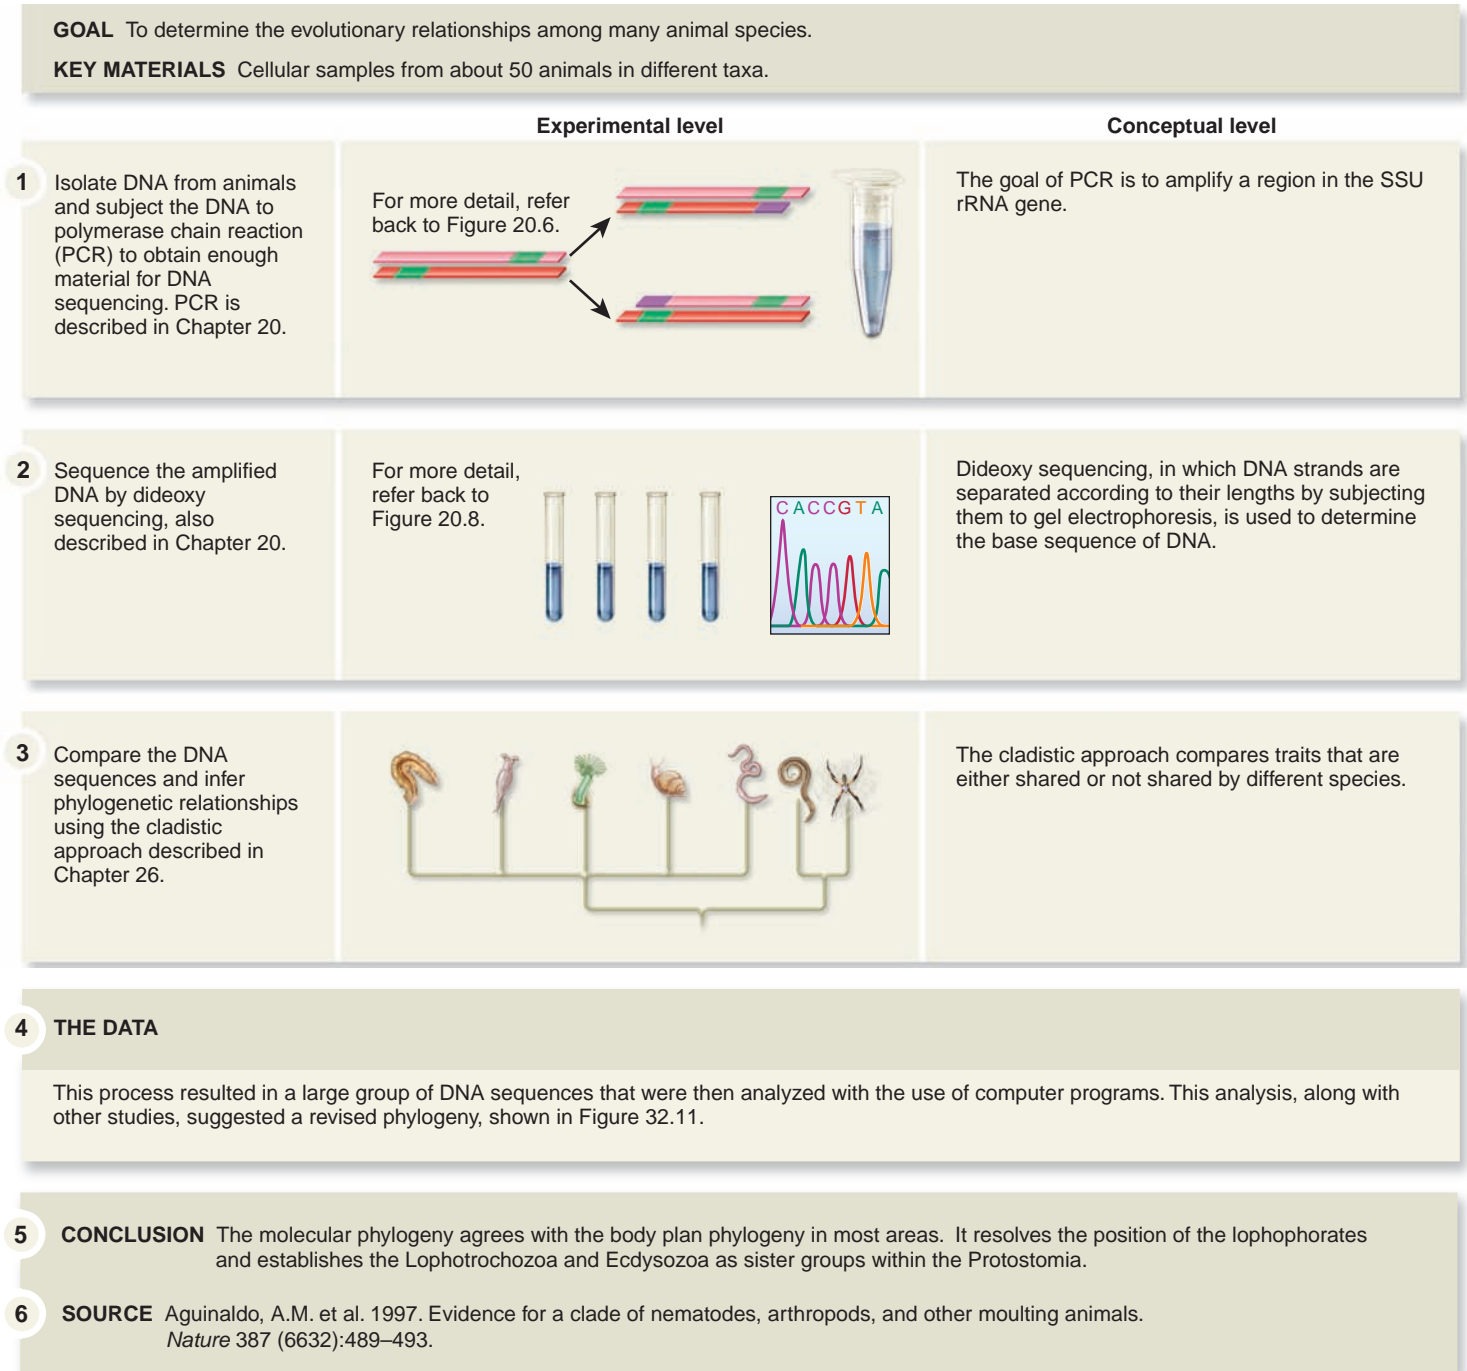 GOAL To determine the evolutionary relationships among many animal species.
KEY MATERIALS Cellular samples from about 50 animals in different taxa.
Experimental level
Conceptual level
1
Isolate DNA from animals
and subject the DNA to
polymerase chain reaction
(PCR) to obtain enough
material for DNA
sequencing. PCR is
described in Chapter 20.
For more detail, refer
back to Figure 20.6.
The goal of PCR is to amplify a region in the SSU
rRNA gene.
2
Sequence the amplified
DNA by dideoxy
sequencing, also
described in Chapter 20.
For more detail,
refer back to
Figure 20.8.
CACCGTA
Dideoxy sequencing, in which DNA strands are
separated according to their lengths by subjecting
them to gel electrophoresis, is used to determine
the base sequence of DNA.
3
Compare the DNA
sequences and infer
phylogenetic relationships
using the cladistic
approach described in
Chapter 26.
The cladistic approach compares traits that are
either shared or not shared by different species.
4
THE DATA
This process resulted in a large group of DNA sequences that were then analyzed with the use of computer programs. This analysis, along with
other studies, suggested a revised phylogeny, shown in Figure 32.11.
5
CONCLUSION The molecular phylogeny agrees with the body plan phylogeny in most areas. It resolves the position of the lophophorates
and establishes the Lophotrochozoa and Ecdysozoa as sister groups within the Protostomia.
6
SOURCE Aguinaldo, A.M. et al. 1997. Evidence for a clade of nematodes, arthropods, and other moulting animals.
Nature 387 (6632):489–493.